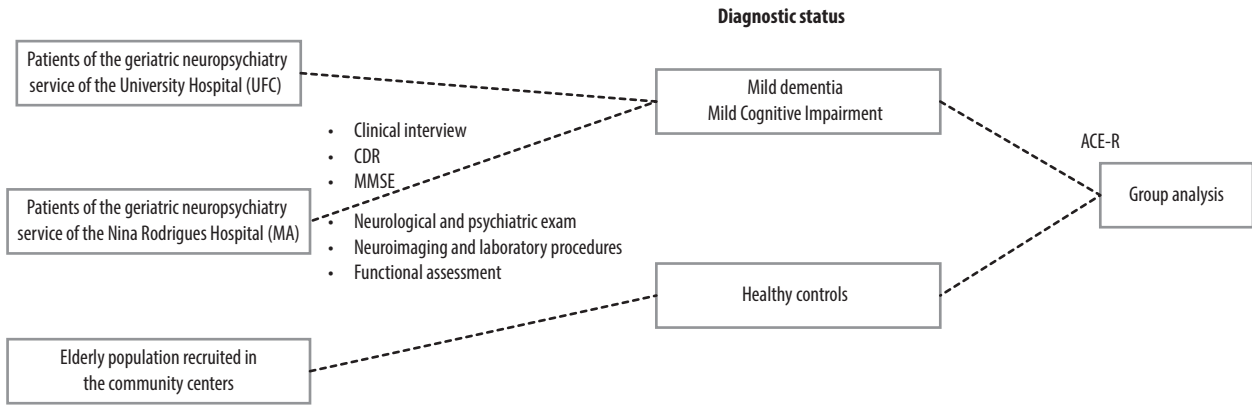 Diagnostic status
Patients of the geriatric neuropsychiatry
service of the University Hospital (UFC)
Mild dementia
Mild Cognitive Impairment
• Clinical interview
• CDR
• MMSE
ACE-R
Patients of the geriatric neuropsychiatry
service of the Nina Rodrigues Hospital (MA)
Group analysis
• Neurological and psychiatric exam
• Neuroimaging and laboratory procedures
• Functional assessment
Healthy controls
Elderly population recruited in
the community centers